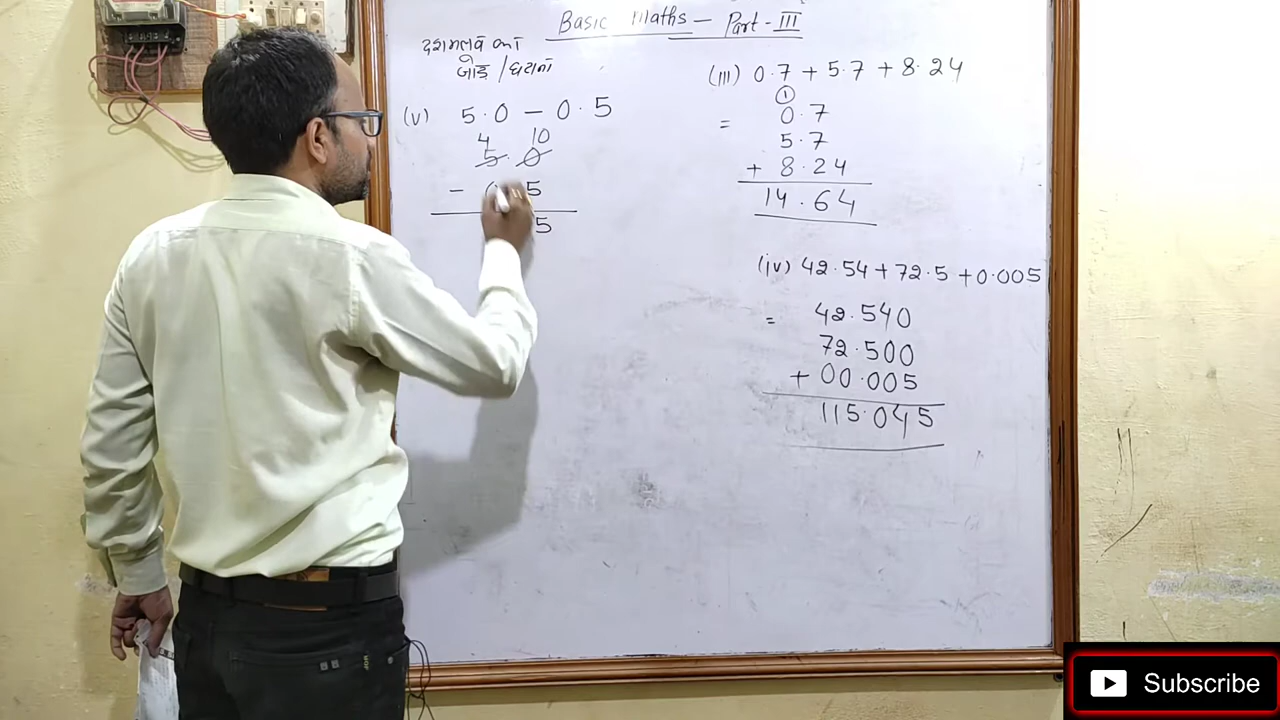 Basic Maths - Part - III
दशमलव का
जोड़ / घटाना
(V) 5.0 - 0.5
4 10
5.0
- 5
5
(III) 0.7 + 5.7 + 8.24
1
= 0.7
5.7
+ 8.24
14.64
(iv) 42.54 + 72.5 + 0.005
= 42.540
72.500
+ 00.005
115.045
Subscribe